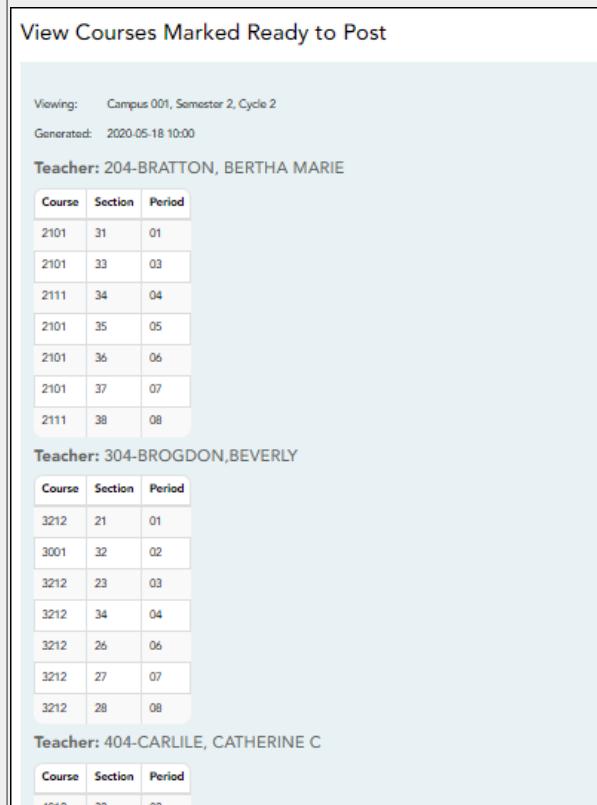 View Courses Marked Ready to Post
Viewing: Campus 001, Semester 2, Cycle 2
Generated: 2020-05-18 10:00
Teacher: 204-BRATTON, BERTHA MARIE
Course Section Period
2101 31 01
2101 33 03
2111 34 04
2101 35 05
2101 36 06
2101 37 07
2111 38 08
Teacher: 304-BROGDON,BEVERLY
Course Section Period
3212 21 01
3001 32 02
3212 23 03
3212 34 04
3212 26 06
3212 27 07
3212 28 08
Teacher: 404-CARLILE, CATHERINE C
Course Section Period